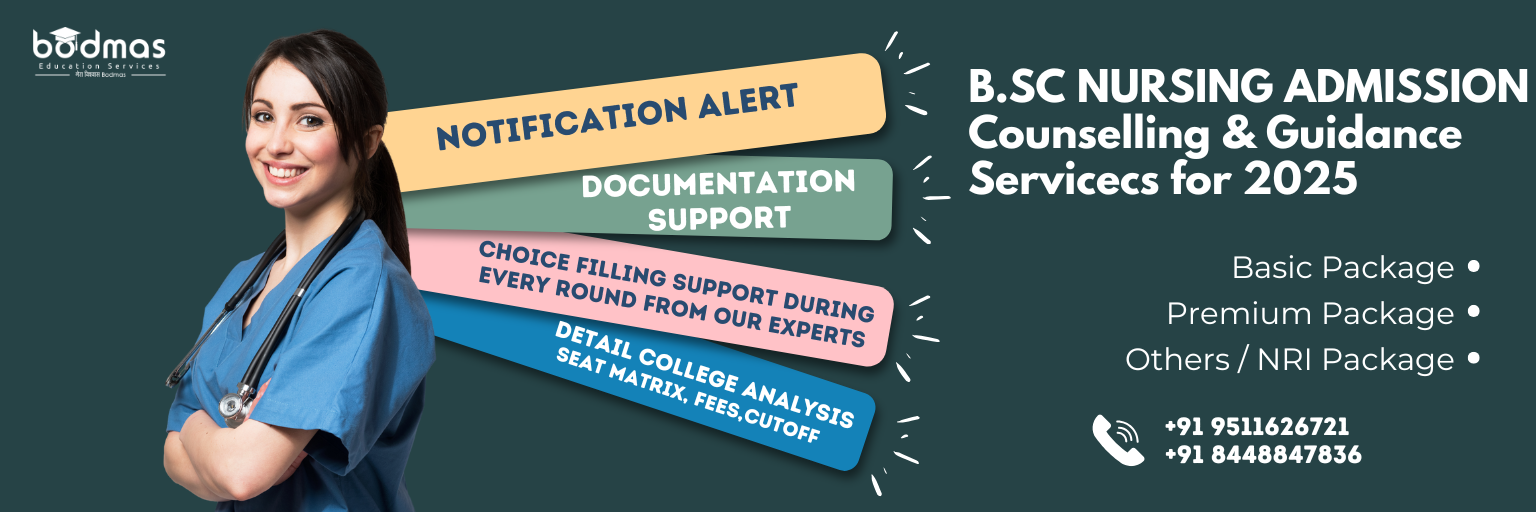 bodmas
Education Services
मेरा विश्वास Bodmas
NOTIFICATION ALERT
DOCUMENTATION
SUPPORT
CHOICE FILLING SUPPORT DURING
EVERY ROUND FROM OUR EXPERTS
DETAIL COLLEGE ANALYSIS
SEAT MATRIX, FEES,CUTOFF
B.SC NURSING ADMISSION
Counselling & Guidance
Servicecs for 2025
Basic Package •
Premium Package •
Others / NRI Package •
+91 9511626721
+91 8448847836